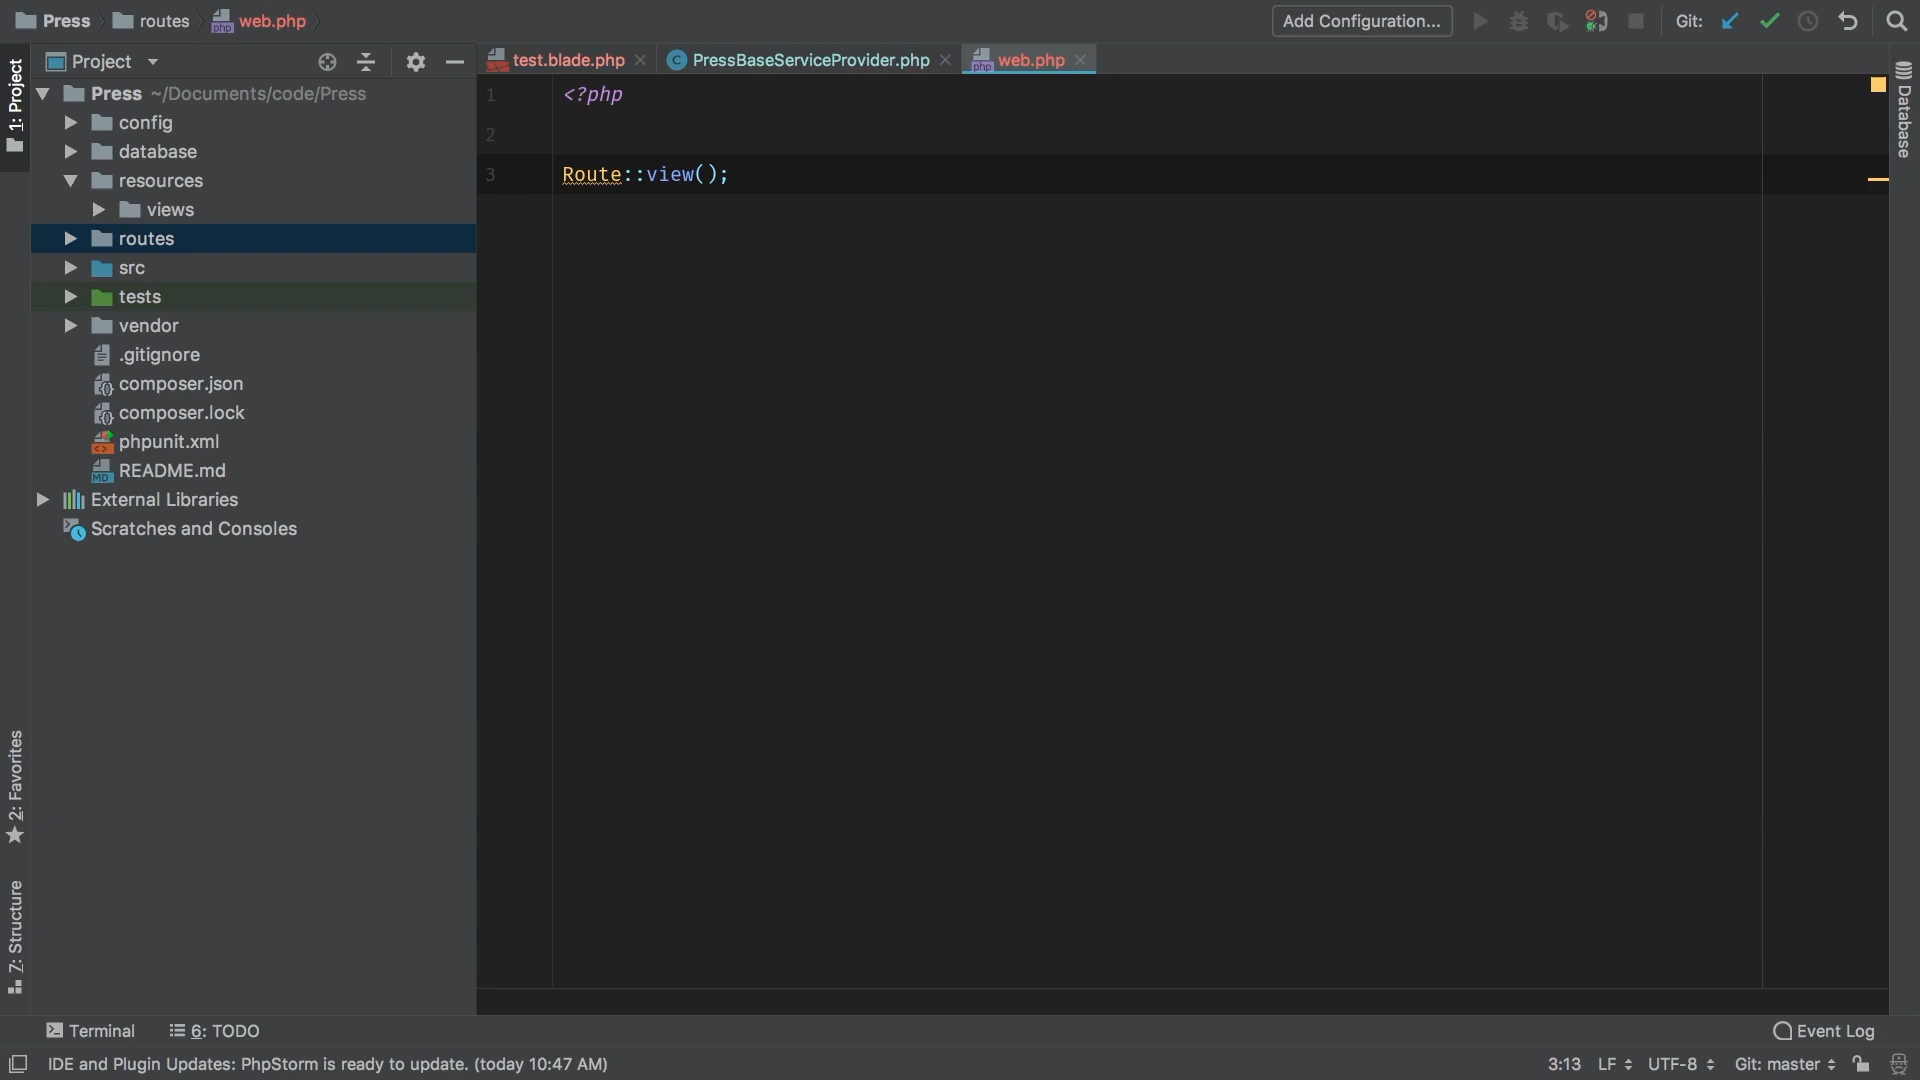 Press routes web.php Add Configuration... Git:
Project
test.blade.php PressBaseServiceProvider.php web.php
1: Project
2: Favorites
7: Structure
Press ~/Documents/code/Press
config
database
resources
views
routes
src
tests
vendor
.gitignore
composer.json
composer.lock
phpunit.xml
README.md
External Libraries
Scratches and Consoles
1 <?php
2
3 Route::view();
Database
Terminal 6: TODO Event Log
IDE and Plugin Updates: PhpStorm is ready to update. (today 10:47 AM) 3:13 LF UTF-8 Git: master